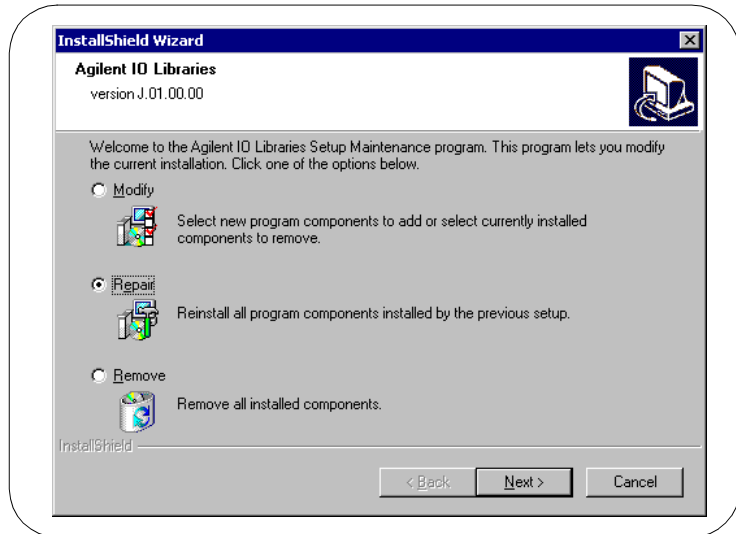 InstallShield Wizard
Agilent IO Libraries
version J.01.00.00
Welcome to the Agilent IO Libraries Setup Maintenance program. This program lets you modify
the current installation. Click one of the options below.
Modify
Select new program components to add or select currently installed
components to remove.
Repair
Reinstall all program components installed by the previous setup.
Remove
Remove all installed components.
InstallShield
< Back
Next >
Cancel